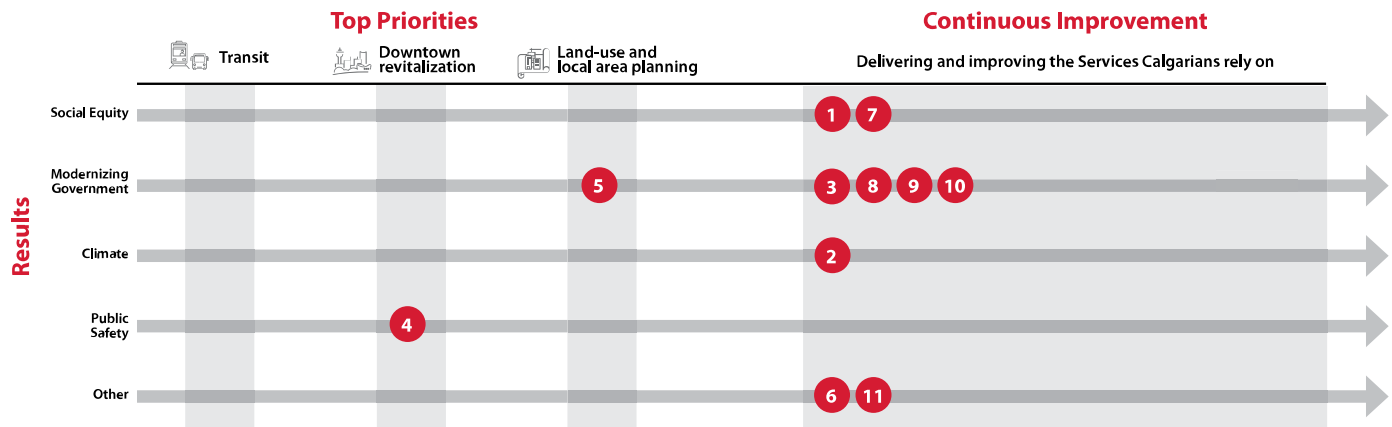 Top Priorities
Continuous Improvement
Transit
Downtown
revitalization
Land-use and
local area planning
Delivering and improving the Services Calgarians rely on
Results
Social Equity
1 7
Modernizing
Government
5 3 8 9 10
Climate
2
Public
Safety
4
Other
6 11